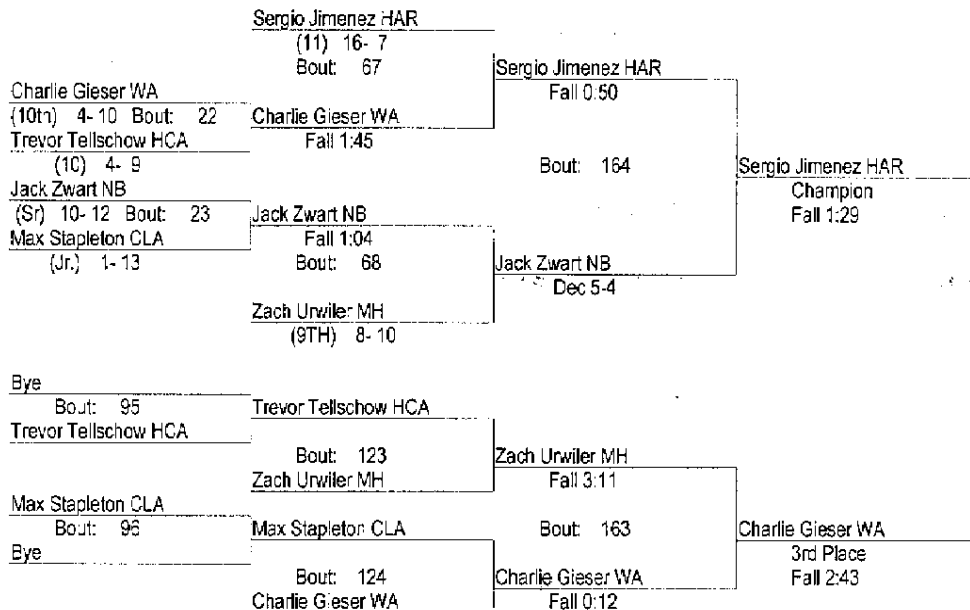 Sergio Jimenez HAR
(11) 16- 7
Bout: 67
Sergio Jimenez HAR
Fall 0:50
Charlie Gieser WA
(10th) 4- 10 Bout: 22
Charlie Gieser WA
Fall 1:45
Trevor Tellschow HCA
(10) 4- 9
Bout: 164
Sergio Jimenez HAR
Champion
Fall 1:29
Jack Zwart NB
(Sr) 10- 12 Bout: 23
Jack Zwart NB
Fall 1:04
Max Stapleton CLA
(Jr.) 1- 13
Bout: 68
Jack Zwart NB
Dec 5-4
Zach Urwiler MH
(9TH) 8- 10
Bye
Bout: 95
Trevor Tellschow HCA
Trevor Tellschow HCA
Bout: 123
Zach Urwiler MH
Fall 3:11
Zach Urwiler MH
Max Stapleton CLA
Bout: 96
Max Stapleton CLA
Bout: 163
Charlie Gieser WA
3rd Place
Fall 2:43
Bye
Bout: 124
Charlie Gieser WA
Fall 0:12
Charlie Gieser WA